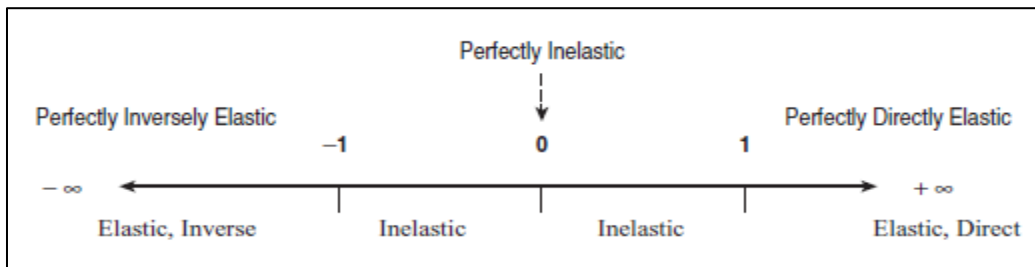 Perfectly Inelastic
Perfectly Inversely Elastic Perfectly Directly Elastic
–1 0 1
– ∞ + ∞
Elastic, Inverse Inelastic Inelastic Elastic, Direct